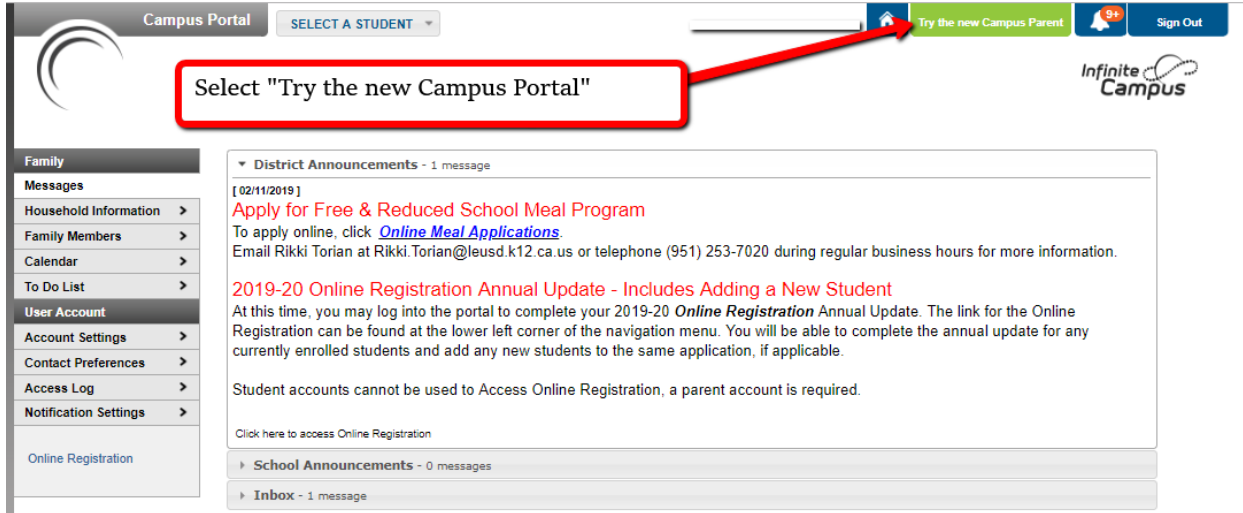 Campus Portal
SELECT A STUDENT
Try the new Campus Parent
9+
Sign Out
Select "Try the new Campus Portal"
Infinite
Campus
Family
Messages
Household Information
Family Members
Calendar
To Do List
User Account
Account Settings
Contact Preferences
Access Log
Notification Settings
Online Registration
District Announcements - 1 message
[ 02/11/2019 ]
Apply for Free & Reduced School Meal Program
To apply online, click Online Meal Applications.
Email Rikki Torian at Rikki.Torian@leusd.k12.ca.us or telephone (951) 253-7020 during regular business hours for more information.
2019-20 Online Registration Annual Update - Includes Adding a New Student
At this time, you may log into the portal to complete your 2019-20 Online Registration Annual Update. The link for the Online
Registration can be found at the lower left corner of the navigation menu. You will be able to complete the annual update for any
currently enrolled students and add any new students to the same application, if applicable.
Student accounts cannot be used to Access Online Registration, a parent account is required.
Click here to access Online Registration
School Announcements - 0 messages
Inbox - 1 message